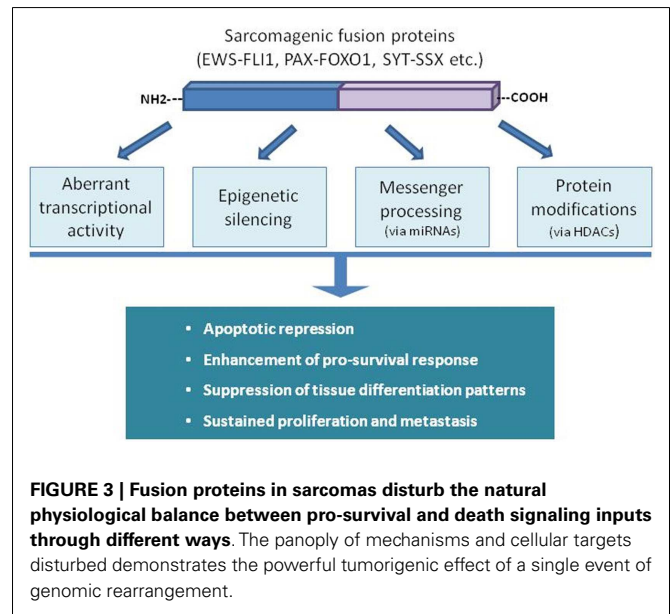 Sarcomagenic fusion proteins
(EWS-FLI1, PAX-FOXO1, SYT-SSX etc.)
NH2---
---COOH
Aberrant
transcriptional
activity
Epigenetic
silencing
Messenger
processing
(via miRNAs)
Protein
modifications
(via HDACs)
• Apoptotic repression
• Enhancement of pro-survival response
• Suppression of tissue differentiation patterns
• Sustained proliferation and metastasis
FIGURE 3 | Fusion proteins in sarcomas disturb the natural
physiological balance between pro-survival and death signaling inputs
through different ways. The panoply of mechanisms and cellular targets
disturbed demonstrates the powerful tumorigenic effect of a single event of
genomic rearrangement.